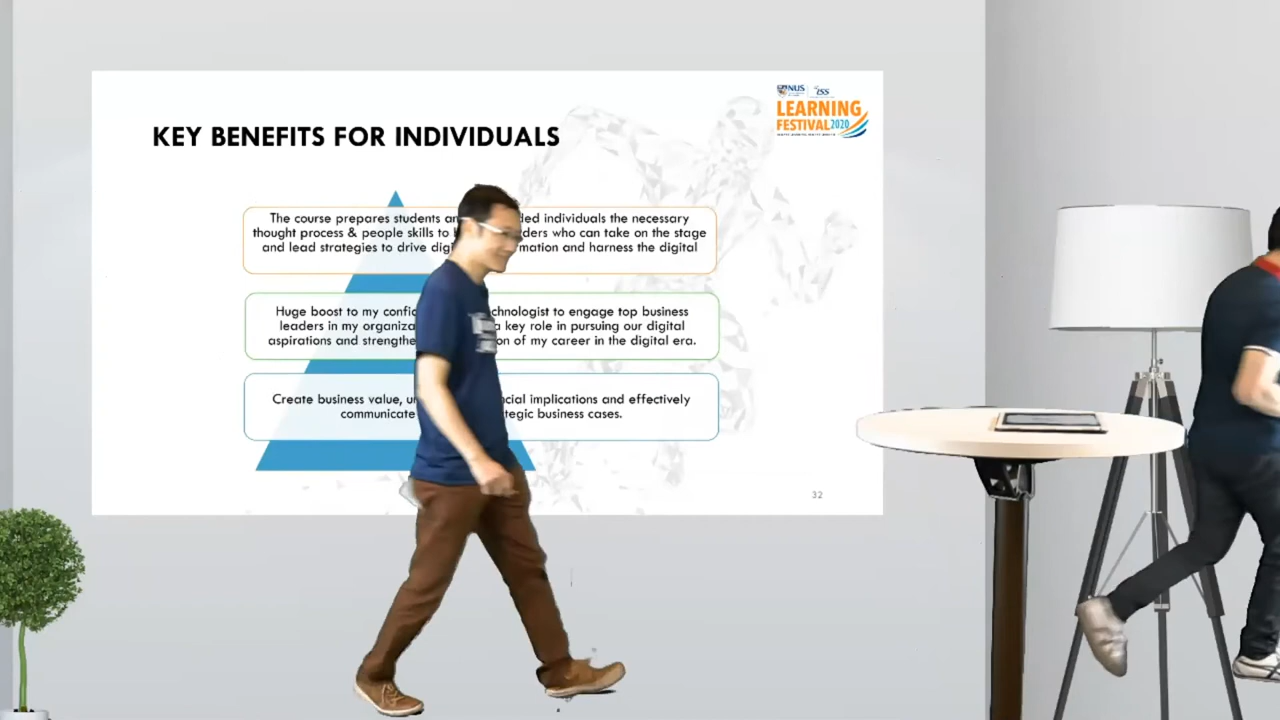 NUS
ISS
LEARNING
FESTIVAL 2020
KEY BENEFITS FOR INDIVIDUALS
The course prepares students an ded individuals the necessary
thought process & people skills to ders who can take on the stage
and lead strategies to drive digi mation and harness the digital
Huge boost to my confid chnologist to engage top business
leaders in my organiza a key role in pursuing our digital
aspirations and strengthe on of my career in the digital era.
Create business value, u ncial implications and effectively
communicate tegic business cases.
32